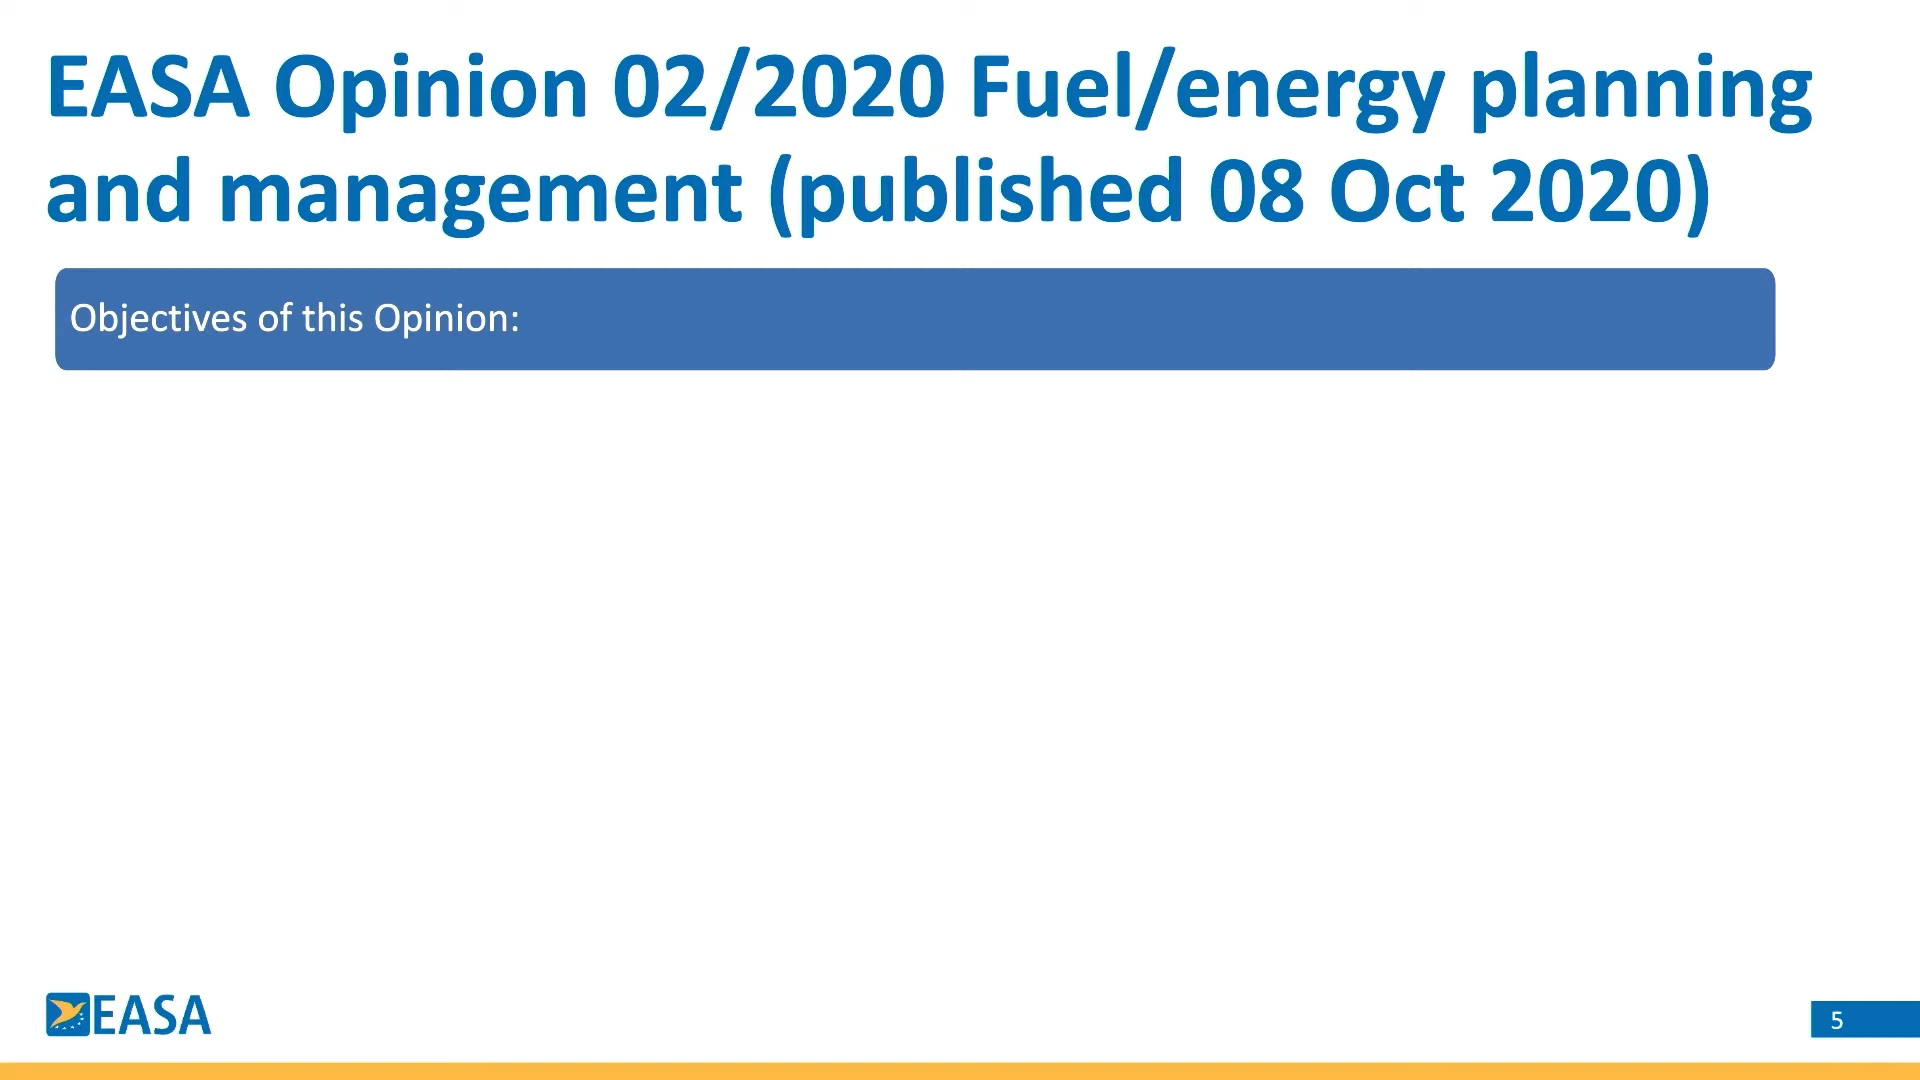 EASA Opinion 02/2020 Fuel/energy planning
and management (published 08 Oct 2020)
Objectives of this Opinion:
EASA
5